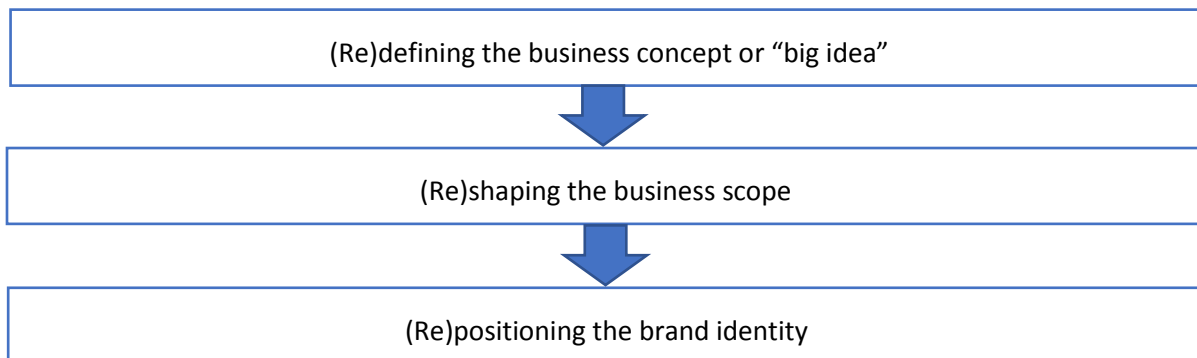 (Re)defining the business concept or “big idea”
(Re)shaping the business scope
(Re)positioning the brand identity